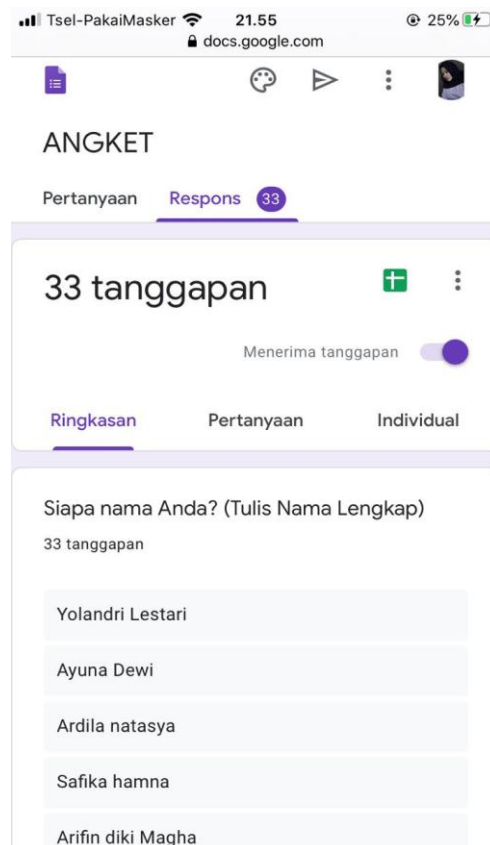 Tsel-PakaiMasker 21.55 25%
docs.google.com
ANGKET
Pertanyaan Respons 33
33 tanggapan
Menerima tanggapan
Ringkasan Pertanyaan Individual
Siapa nama Anda? (Tulis Nama Lengkap)
33 tanggapan
Yolandri Lestari
Ayuna Dewi
Ardila natasya
Safika hamna
Arifin diki Magha